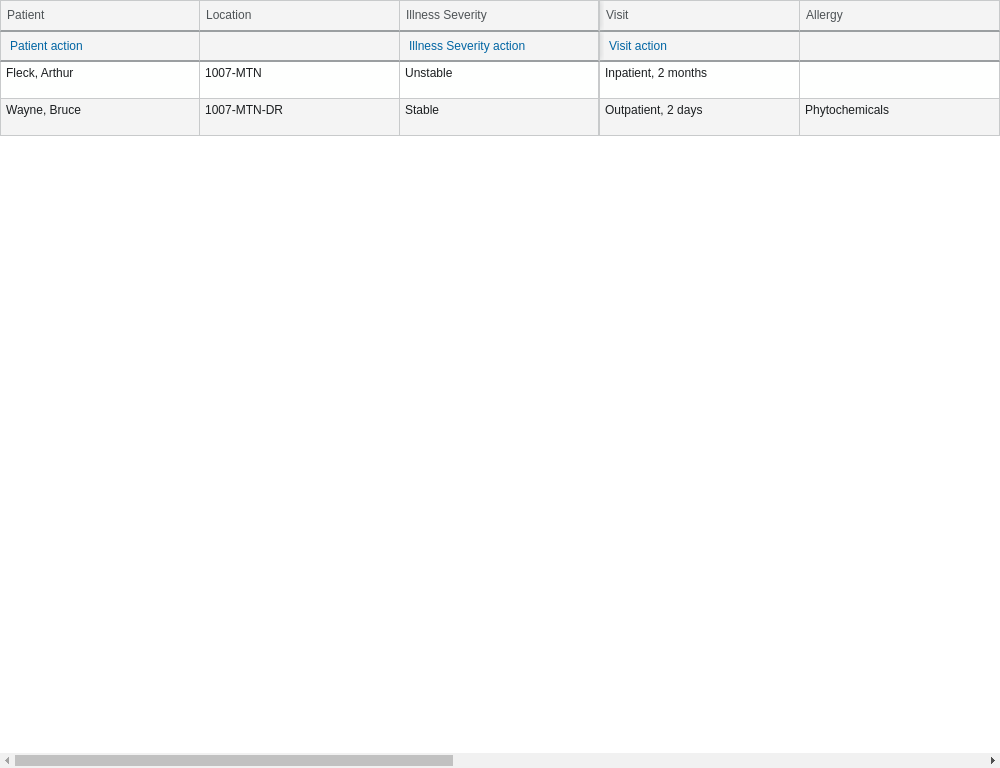 Patient Location Illness Severity Visit Allergy
Patient action Illness Severity action Visit action
Fleck, Arthur 1007-MTN Unstable Inpatient, 2 months
Wayne, Bruce 1007-MTN-DR Stable Outpatient, 2 days Phytochemicals